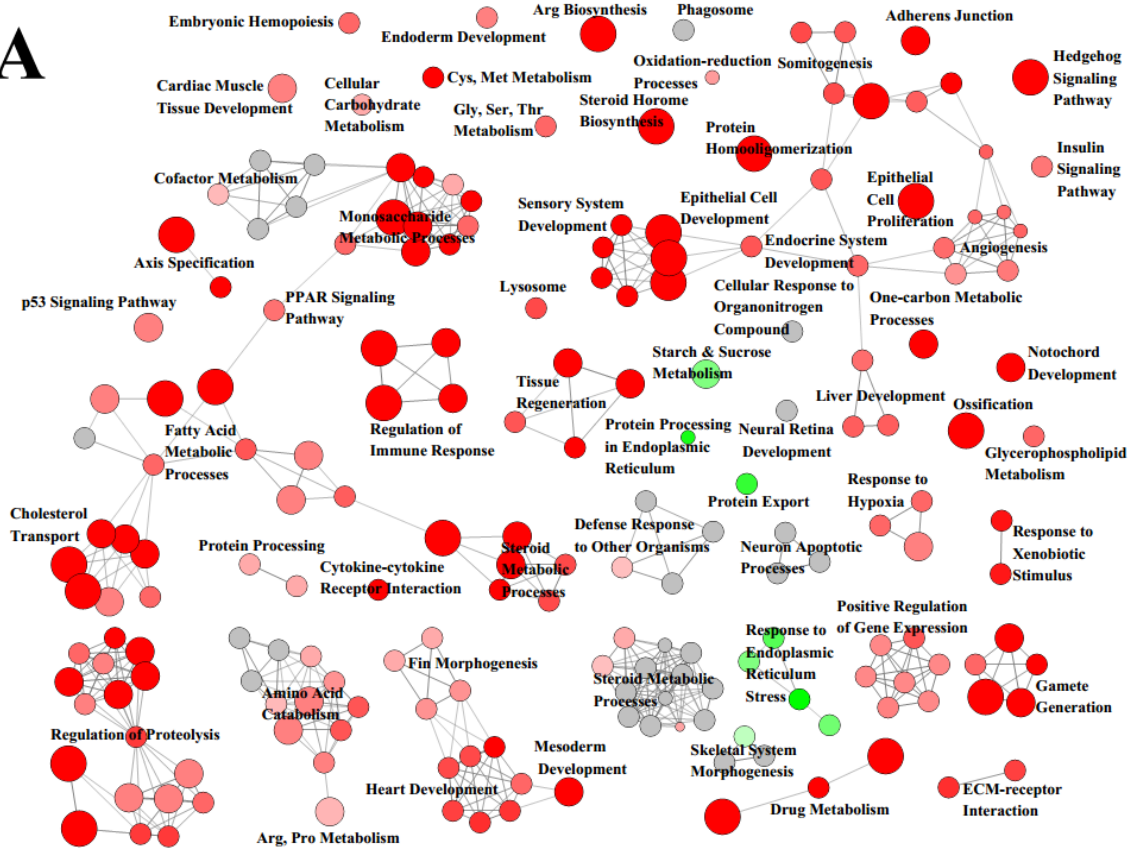 A
Embryonic Hemopoiesis
Endoderm Development
Arg Biosynthesis
Phagosome
Adherens Junction
Cardiac Muscle
Tissue Development
Cellular
Carbohydrate
Metabolism
Cys, Met Metabolism
Gly, Ser, Thr
Metabolism
Oxidation-reduction
Processes
Steroid Horome
Biosynthesis
Somitogenesis
Hedgehog
Signaling
Pathway
Protein
Homooligomerization
Insulin
Signaling
Pathway
Cofactor Metabolism
Monosaccharide
Metabolic Processes
Sensory System
Development
Epithelial Cell
Development
Epithelial
Cell
Proliferation
Axis Specification
Endocrine System
Development
Angiogenesis
p53 Signaling Pathway
PPAR Signaling
Pathway
Lysosome
Cellular Response to
Organonitrogen
Compound
One-carbon Metabolic
Processes
Starch & Sucrose
Metabolism
Notochord
Development
Regulation of
Immune Response
Tissue
Regeneration
Liver Development
Ossification
Fatty Acid
Metabolic
Processes
Protein Processing
in Endoplasmic
Reticulum
Neural Retina
Development
Glycerophospholipid
Metabolism
Protein Export
Response to
Hypoxia
Cholesterol
Transport
Protein Processing
Cytokine-cytokine
Receptor Interaction
Steroid
Metabolic
Processes
Defense Response
to Other Organisms
Neuron Apoptotic
Processes
Response to
Xenobiotic
Stimulus
Positive Regulation
of Gene Expression
Fin Morphogenesis
Steroid Metabolic
Processes
Response to
Endoplasmic
Reticulum
Stress
Gamete
Generation
Amino Acid
Catabolism
Regulation of Proteolysis
Mesoderm
Development
Heart Development
Skeletal System
Morphogenesis
Drug Metabolism
ECM-receptor
Interaction
Arg, Pro Metabolism